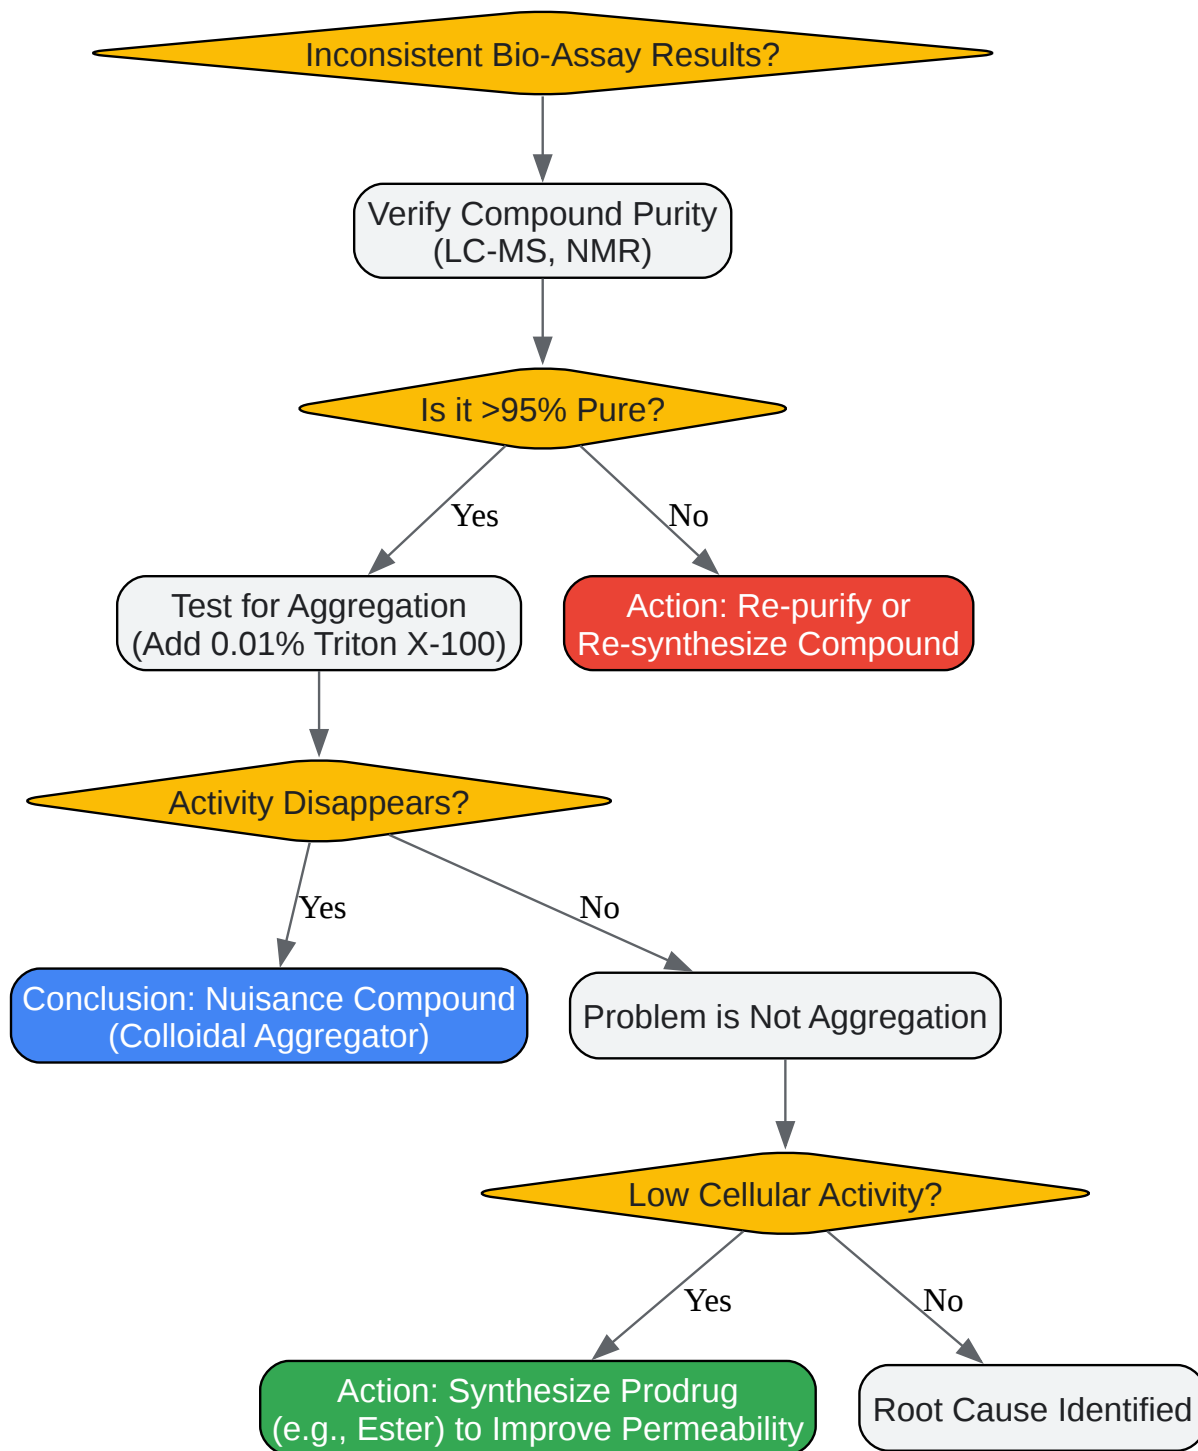 Inconsistent Bio-Assay Results?
Verify Compound Purity
(LC-MS, NMR)
Is it >95% Pure?
Yes
No
Test for Aggregation
(Add 0.01% Triton X-100)
Action: Re-purify or
Re-synthesize Compound
Activity Disappears?
Yes
No
Conclusion: Nuisance Compound
(Colloidal Aggregator)
Problem is Not Aggregation
Low Cellular Activity?
Yes
No
Action: Synthesize Prodrug
(e.g., Ester) to Improve Permeability
Root Cause Identified